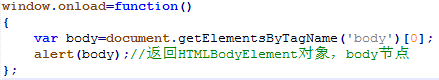 window.onload=function()
{
    var body=document.getElementsByTagName('body')[0];
    alert(body);//返回HTMLBodyElement对象，body节点
};